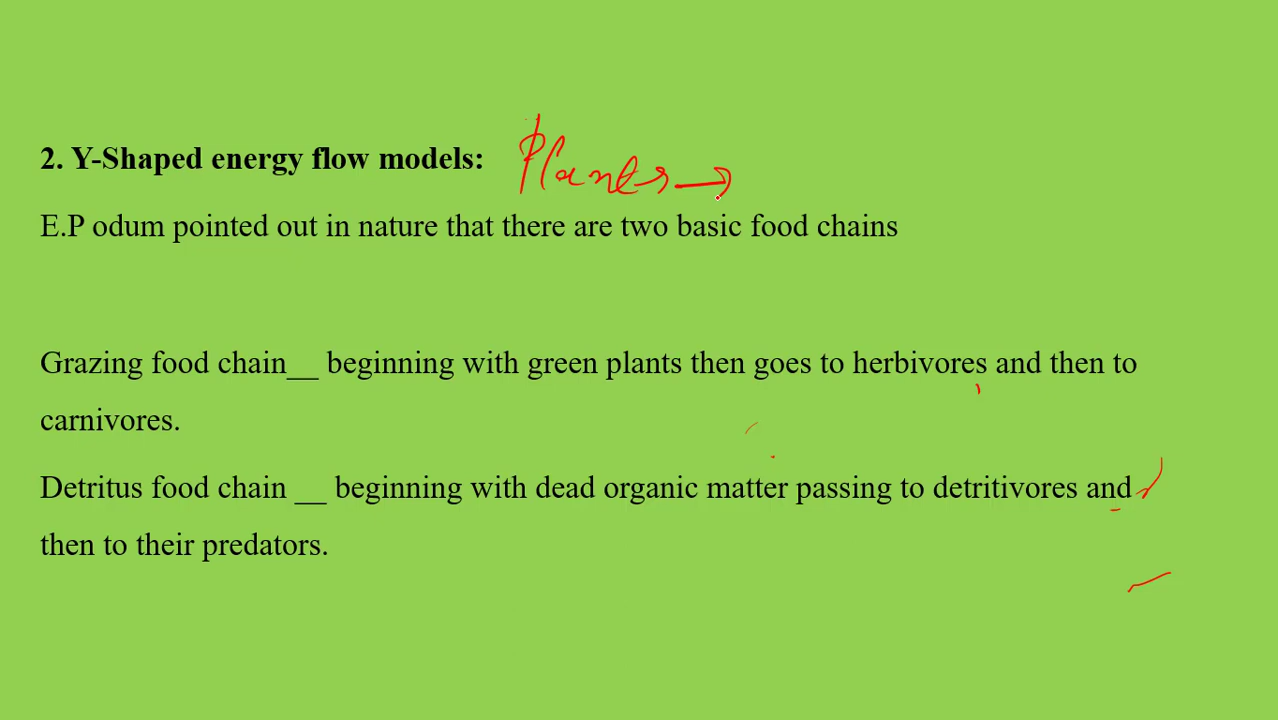 2. Y-Shaped energy flow models: Plants →
E.P odum pointed out in nature that there are two basic food chains
Grazing food chain__ beginning with green plants then goes to herbivores and then to
carnivores.
Detritus food chain __ beginning with dead organic matter passing to detritivores and
then to their predators.